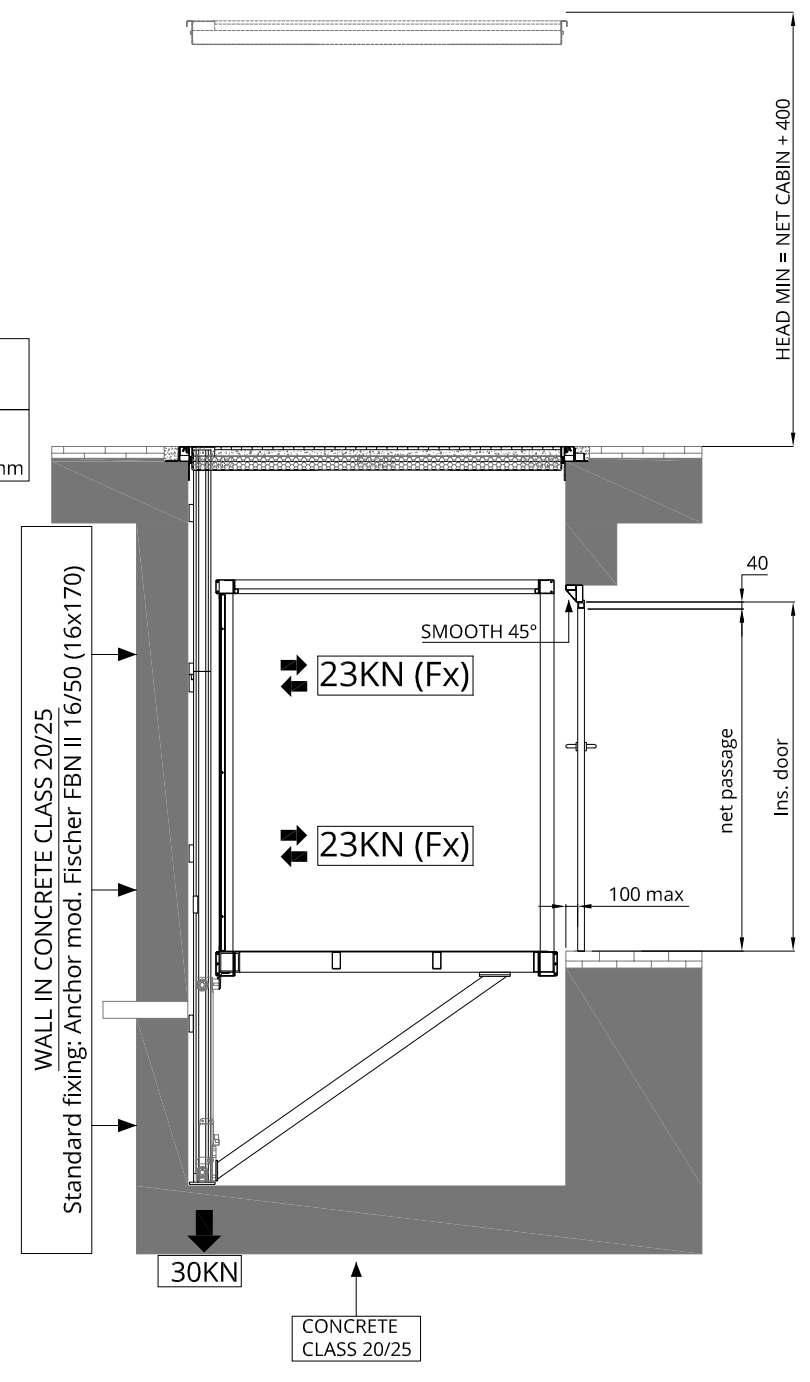 HEAD MIN = NET CABIN + 400
40
SMOOTH 45°
23KN (Fx)
net passage
Ins. door
23KN (Fx)
100 max
WALL IN CONCRETE CLASS 20/25
Standard fixing: Anchor mod. Fischer FBN II 16/50 (16x170)
30KN
CONCRETE
CLASS 20/25